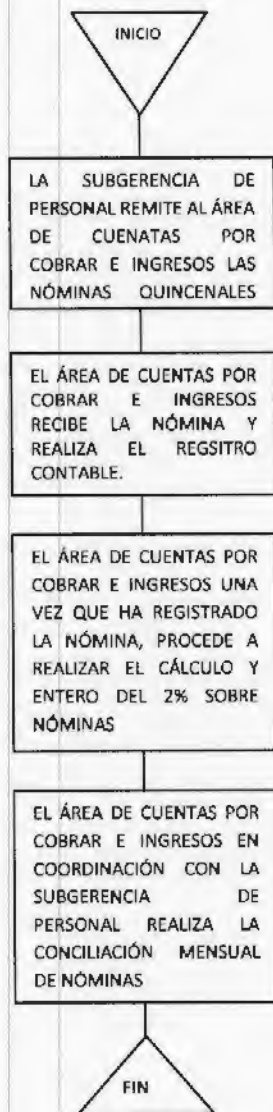 INICIO
LA SUBGERENCIA DE
PERSONAL REMITE AL ÁREA
DE CUENATAS POR
COBRAR E INGRESOS LAS
NÓMINAS QUINCENALES
EL ÁREA DE CUENTAS POR
COBRAR E INGRESOS
RECIBE LA NÓMINA Y
REALIZA EL REGSITRO
CONTABLE.
EL ÁREA DE CUENTAS POR
COBRAR E INGRESOS UNA
VEZ QUE HA REGISTRADO
LA NÓMINA, PROCEDE A
REALIZAR EL CÁLCULO Y
ENTERO DEL 2% SOBRE
NÓMINAS
EL ÁREA DE CUENTAS POR
COBRAR E INGRESOS EN
COORDINACIÓN CON LA
SUBGERENCIA DE
PERSONAL REALIZA LA
CONCILIACIÓN MENSUAL
DE NÓMINAS
FIN